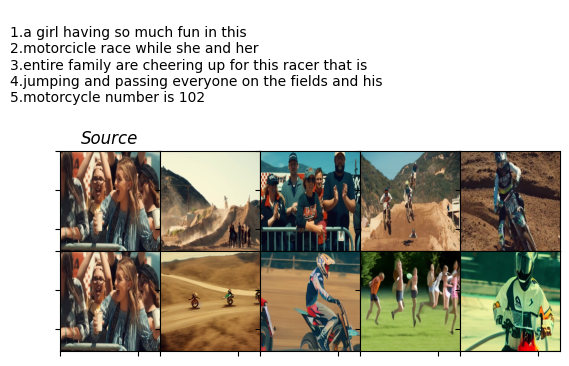 1.a girl having so much fun in this
2.motorcicle race while she and her
3.entire family are cheering up for this racer that is
4.jumping and passing everyone on the fields and his
5.motorcycle number is 102
Source